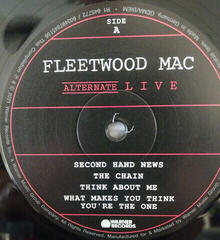 SIDE
A
FLEETWOOD MAC
ALTERNATE LIVE
SECOND HAND NEWS
THE CHAIN
THINK ABOUT ME
WHAT MAKES YOU THINK
YOU'RE THE ONE
WARNER
RECORDS